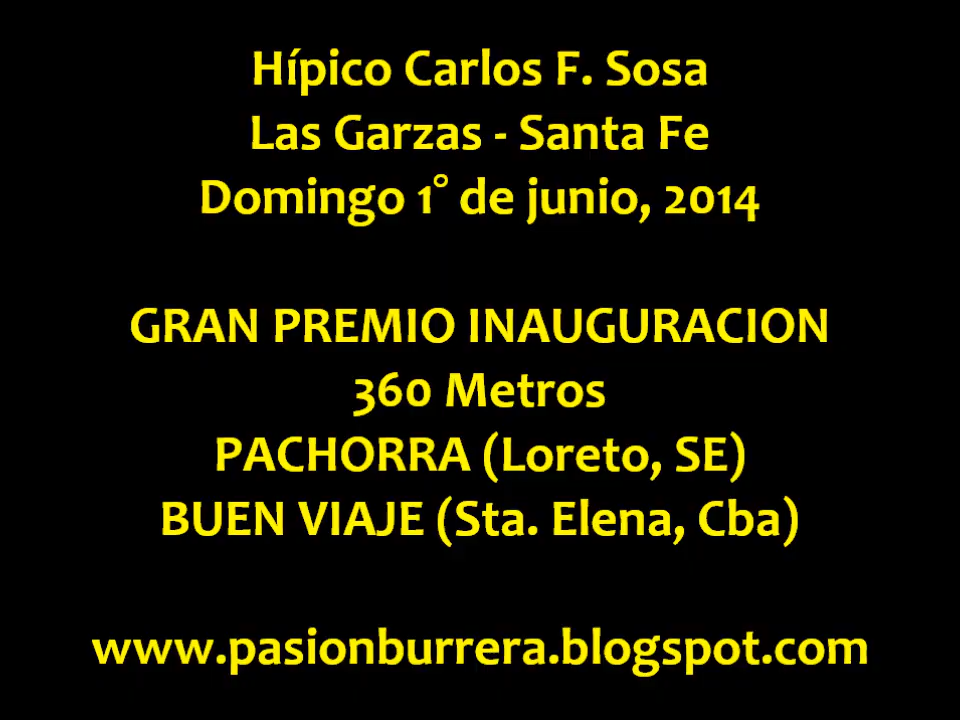 Hípico Carlos F. Sosa
Las Garzas - Santa Fe
Domingo 1° de junio, 2014
GRAN PREMIO INAUGURACION
360 Metros
PACHORRA (Loreto, SE)
BUEN VIAJE (Sta. Elena, Cba)
www.pasionburrera.blogspot.com